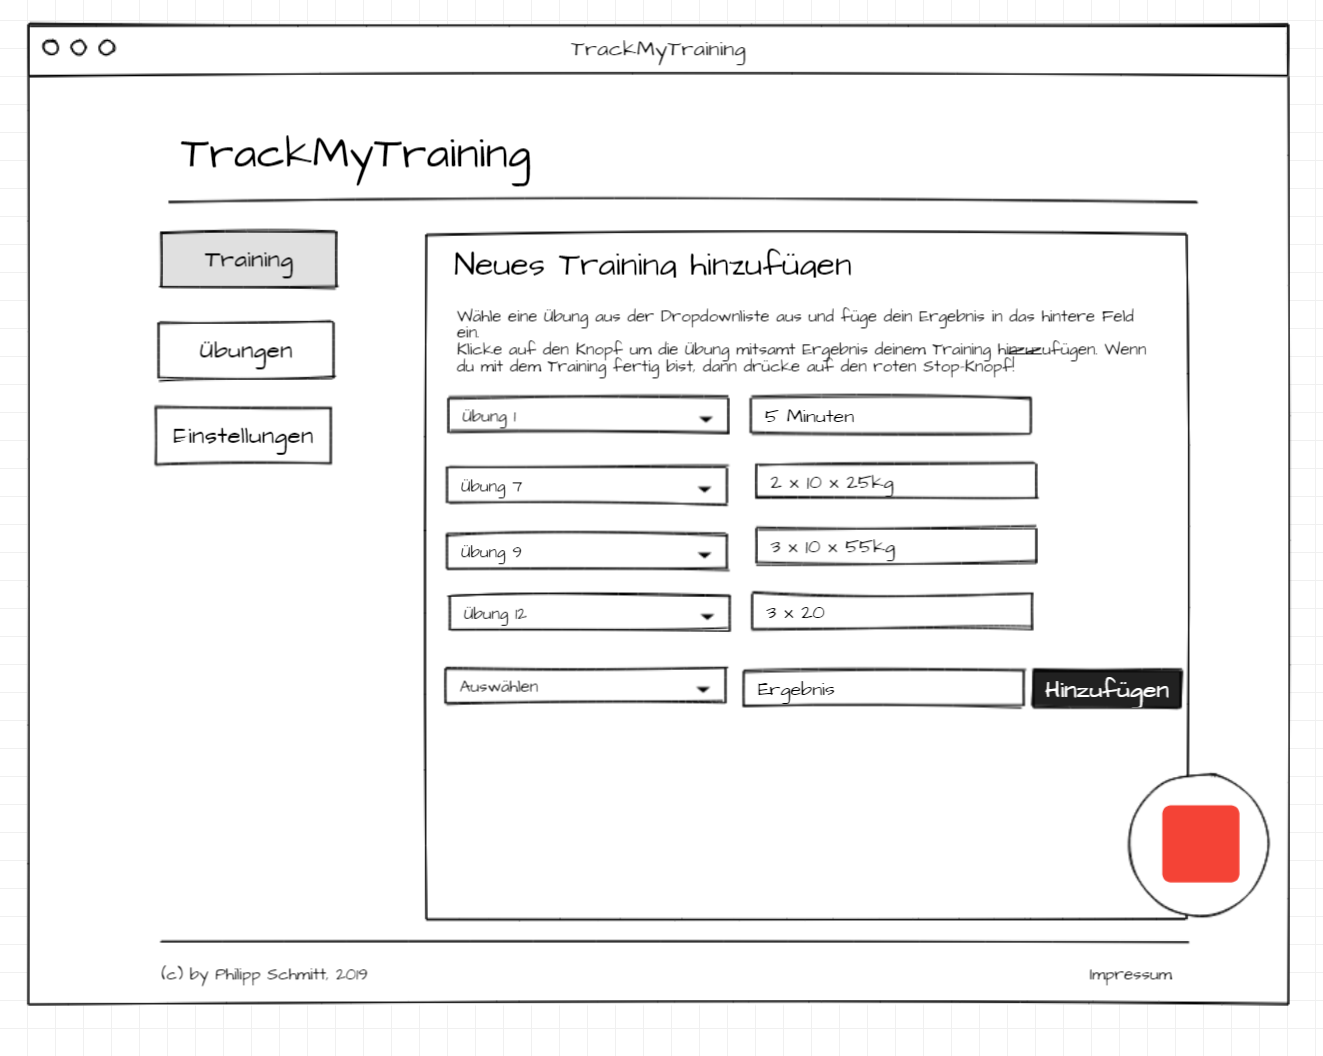 TrackMyTraining
TrackMyTraining
Training
Übungen
Einstellungen
Neues Training hinzufügen
Wähle eine Übung aus der Dropdownliste aus und füge dein Ergebnis in das hintere Feld
ein.
Klicke auf den Knopf um die Übung mitsamt Ergebnis deinem Training hinzuzufügen. Wenn
du mit dem Training fertig bist, dann drücke auf den roten Stop-Knopf!
Übung 1
5 Minuten
Übung 7
2 x 10 x 25kg
Übung 9
3 x 10 x 55kg
Übung 12
3 x 20
Auswählen
Ergebnis
Hinzufügen
(c) by Philipp Schmitt, 2019
Impressum